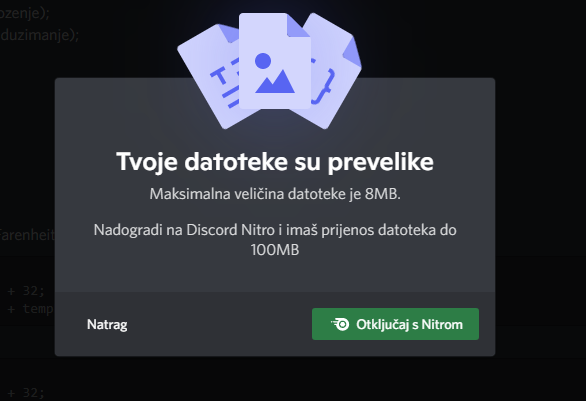 ozenje);
duzimanje);
Tvoje datoteke su prevelike
Maksimalna veličina datoteke je 8MB.
Nadogradi na Discord Nitro i imaš prijenos datoteka do
100MB
Farenheit
+ 32;
+ temp
Natrag
Otključaj s Nitrom
+ 32;